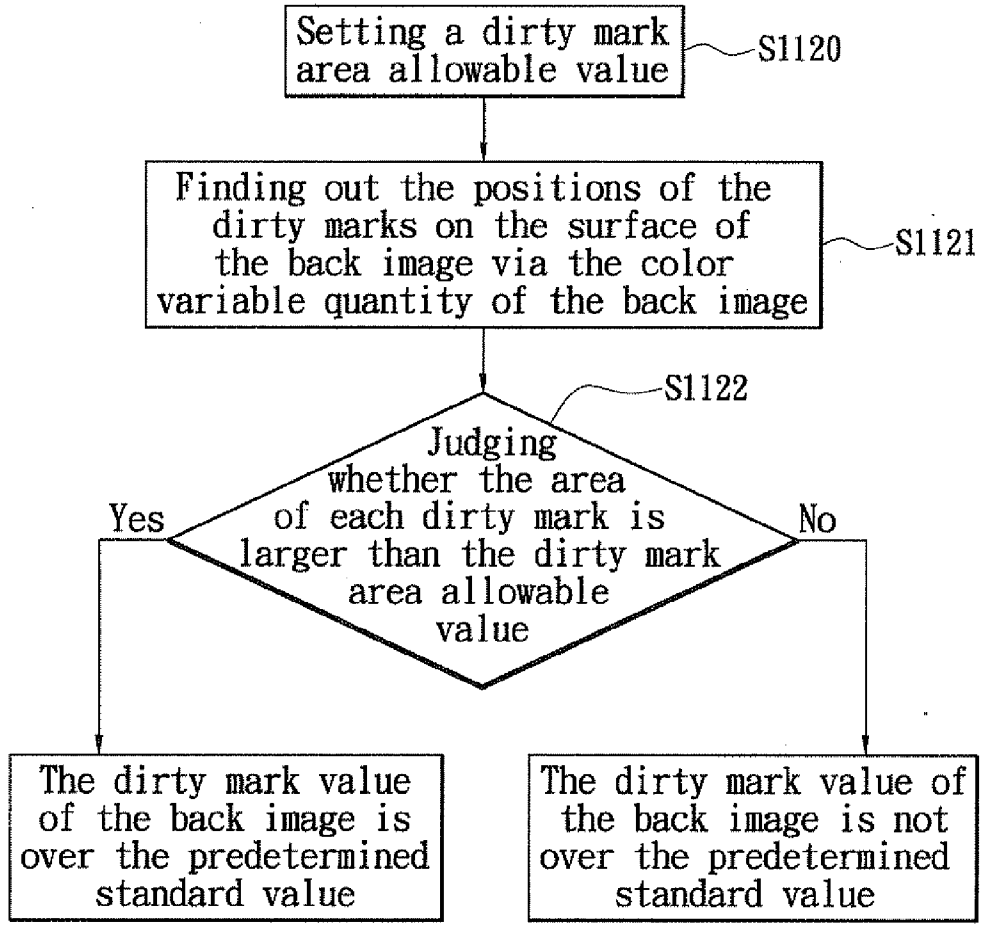 Setting a dirty mark
area allowable value
S1120
Finding out the positions of the
dirty marks on the surface of
the back image via the color
variable quantity of the back image
S1121
S1122
Judging
whether the area
of each dirty mark is
larger than the dirty mark
area allowable
value
Yes
No
The dirty mark value
of the back image is
over the predetermined
standard value
The dirty mark value of
the back image is not
over the predetermined
standard value